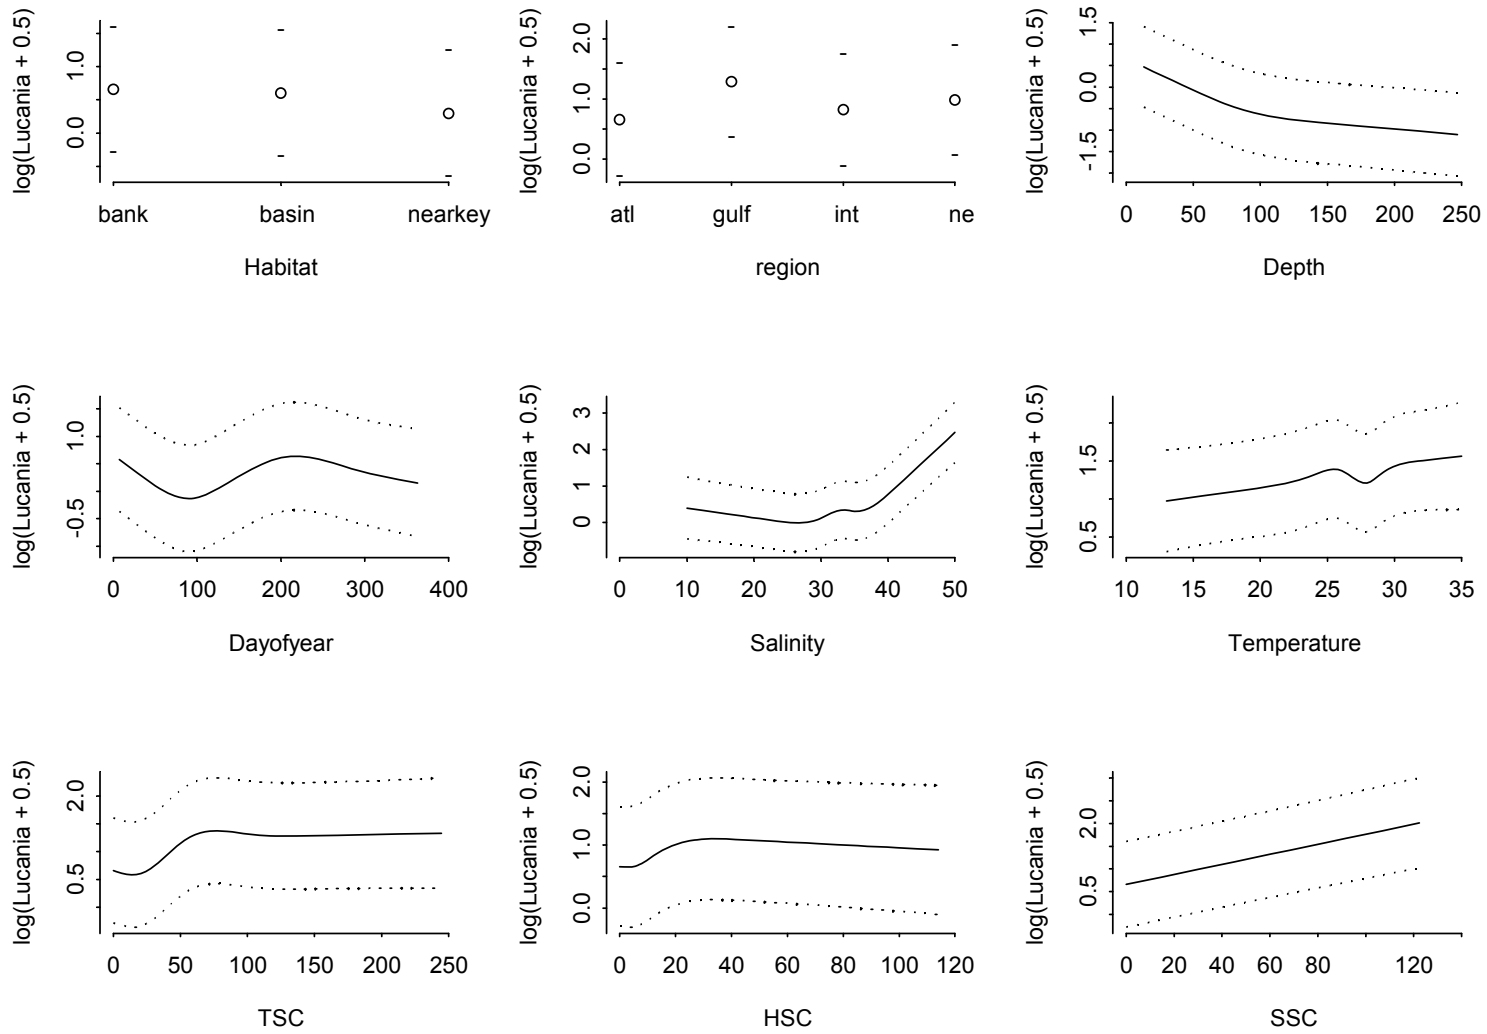 log(Lucania + 0.5)
1.0
0.0
bank basin nearkey
Habitat
log(Lucania + 0.5)
2.0
1.0
0.0
atl gulf int ne
region
log(Lucania + 0.5)
1.5
0.0
-1.5
0 50 100 150 200 250
Depth
log(Lucania + 0.5)
1.0
-0.5
0 100 200 300 400
Dayofyear
log(Lucania + 0.5)
3
2
1
0
0 10 20 30 40 50
Salinity
log(Lucania + 0.5)
1.5
0.5
10 15 20 25 30 35
Temperature
log(Lucania + 0.5)
2.0
0.5
0 50 100 150 200 250
TSC
log(Lucania + 0.5)
2.0
1.0
0.0
0 20 40 60 80 100 120
HSC
log(Lucania + 0.5)
2.0
0.5
0 20 40 60 80 120
SSC